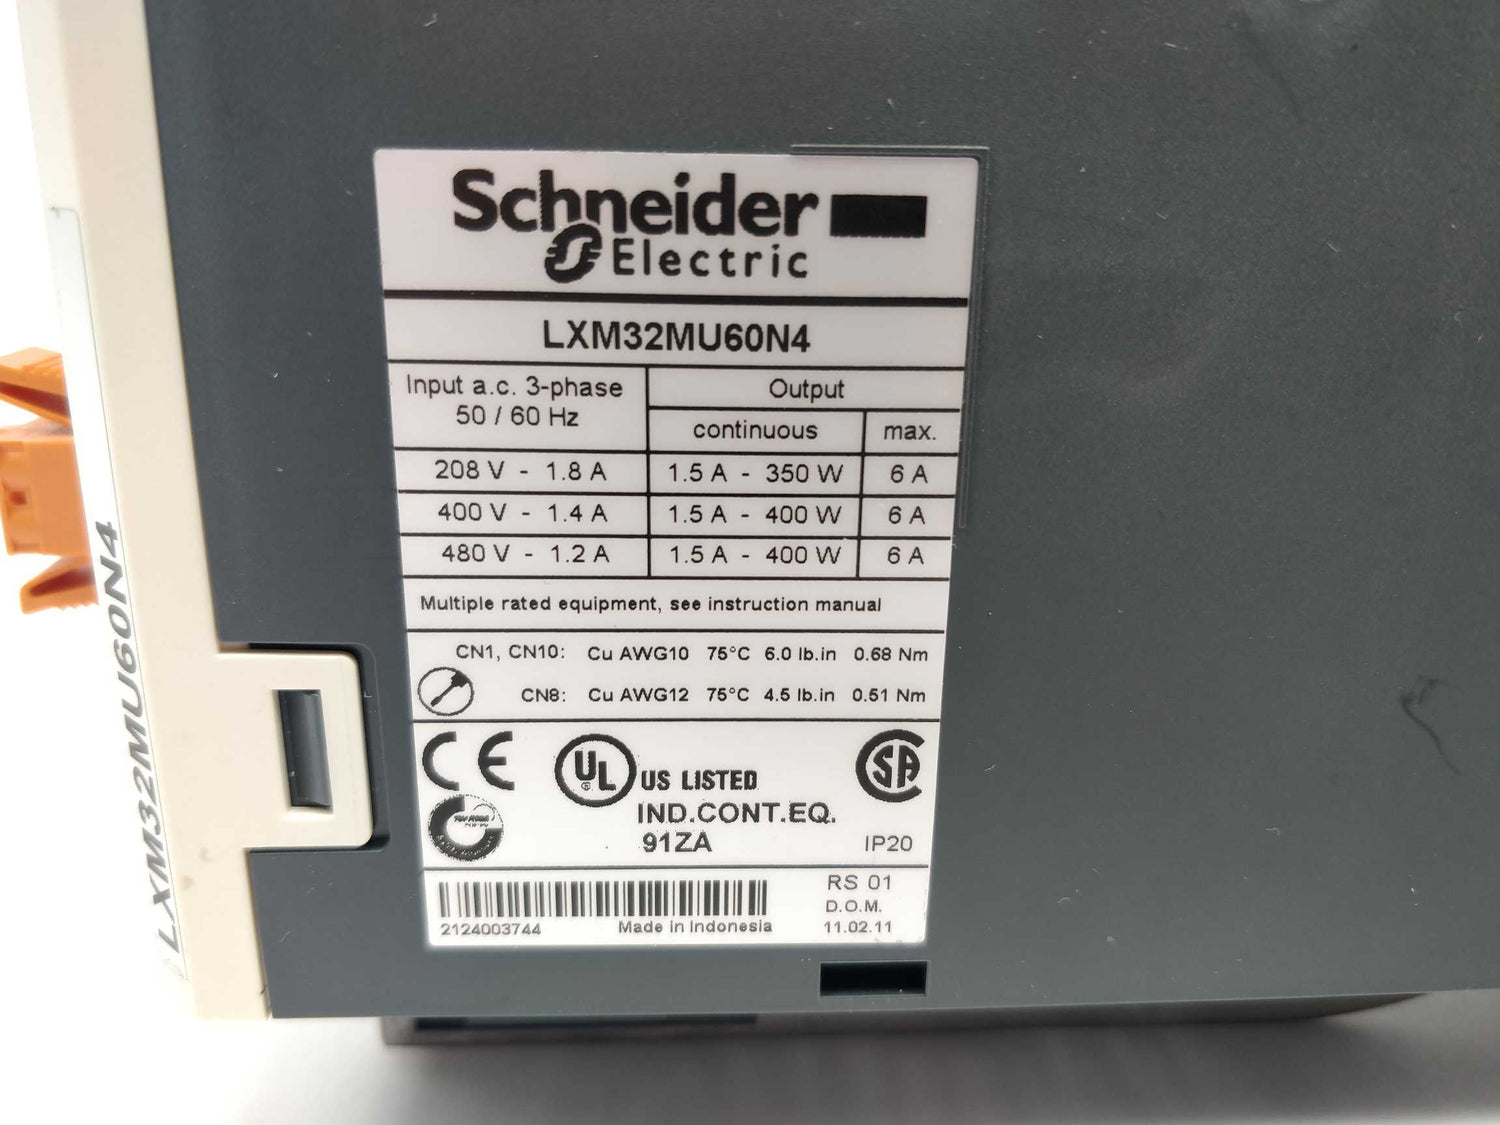 Schneider
Electric
LXM32MU60N4
Input a.c. 3-phase
50 / 60 Hz
Output
continuous max.
208 V - 1.8 A 1.5 A - 350 W 6 A
400 V - 1.4 A 1.5 A - 400 W 6 A
480 V - 1.2 A 1.5 A - 400 W 6 A
Multiple rated equipment, see instruction manual
CN1, CN10: Cu AWG10 75°C 6.0 lb.in 0.68 Nm
CN8: Cu AWG12 75°C 4.5 lb.in 0.51 Nm
CE UL US LISTED SA
IND.CONT.EQ.
91ZA IP20
RS 01
D.O.M.
2124003744 Made in Indonesia 11.02.11
LXM32MU60N4